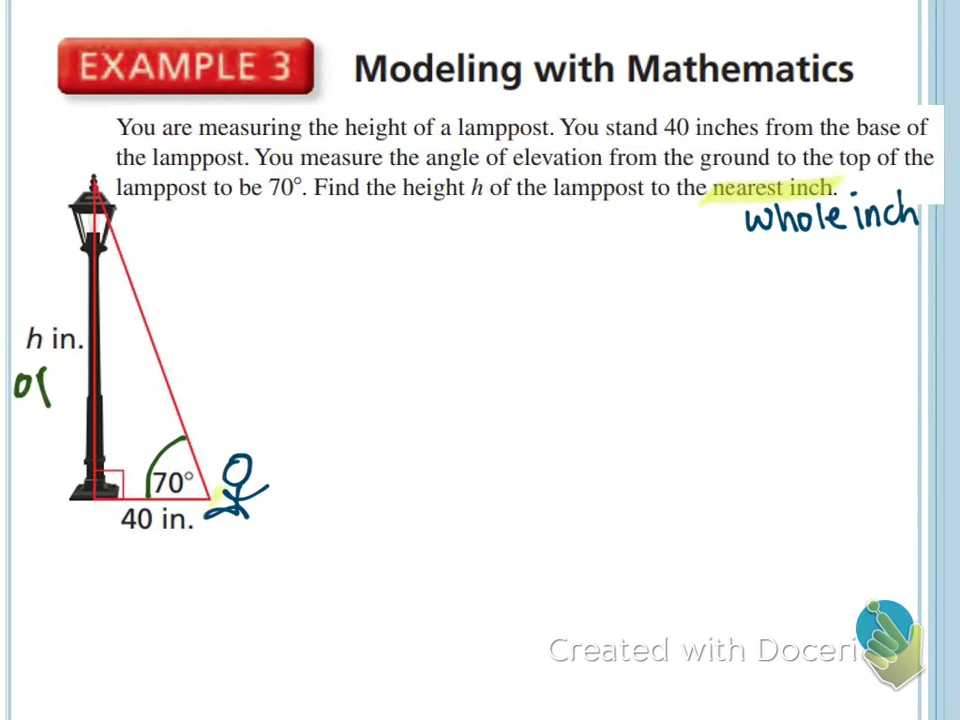 EXAMPLE 3 Modeling with Mathematics
You are measuring the height of a lamppost. You stand 40 inches from the base of
the lamppost. You measure the angle of elevation from the ground to the top of the
lamppost to be 70°. Find the height h of the lamppost to the nearest inch.
whole inch
h in.
70°
40 in.
Created with Doceri